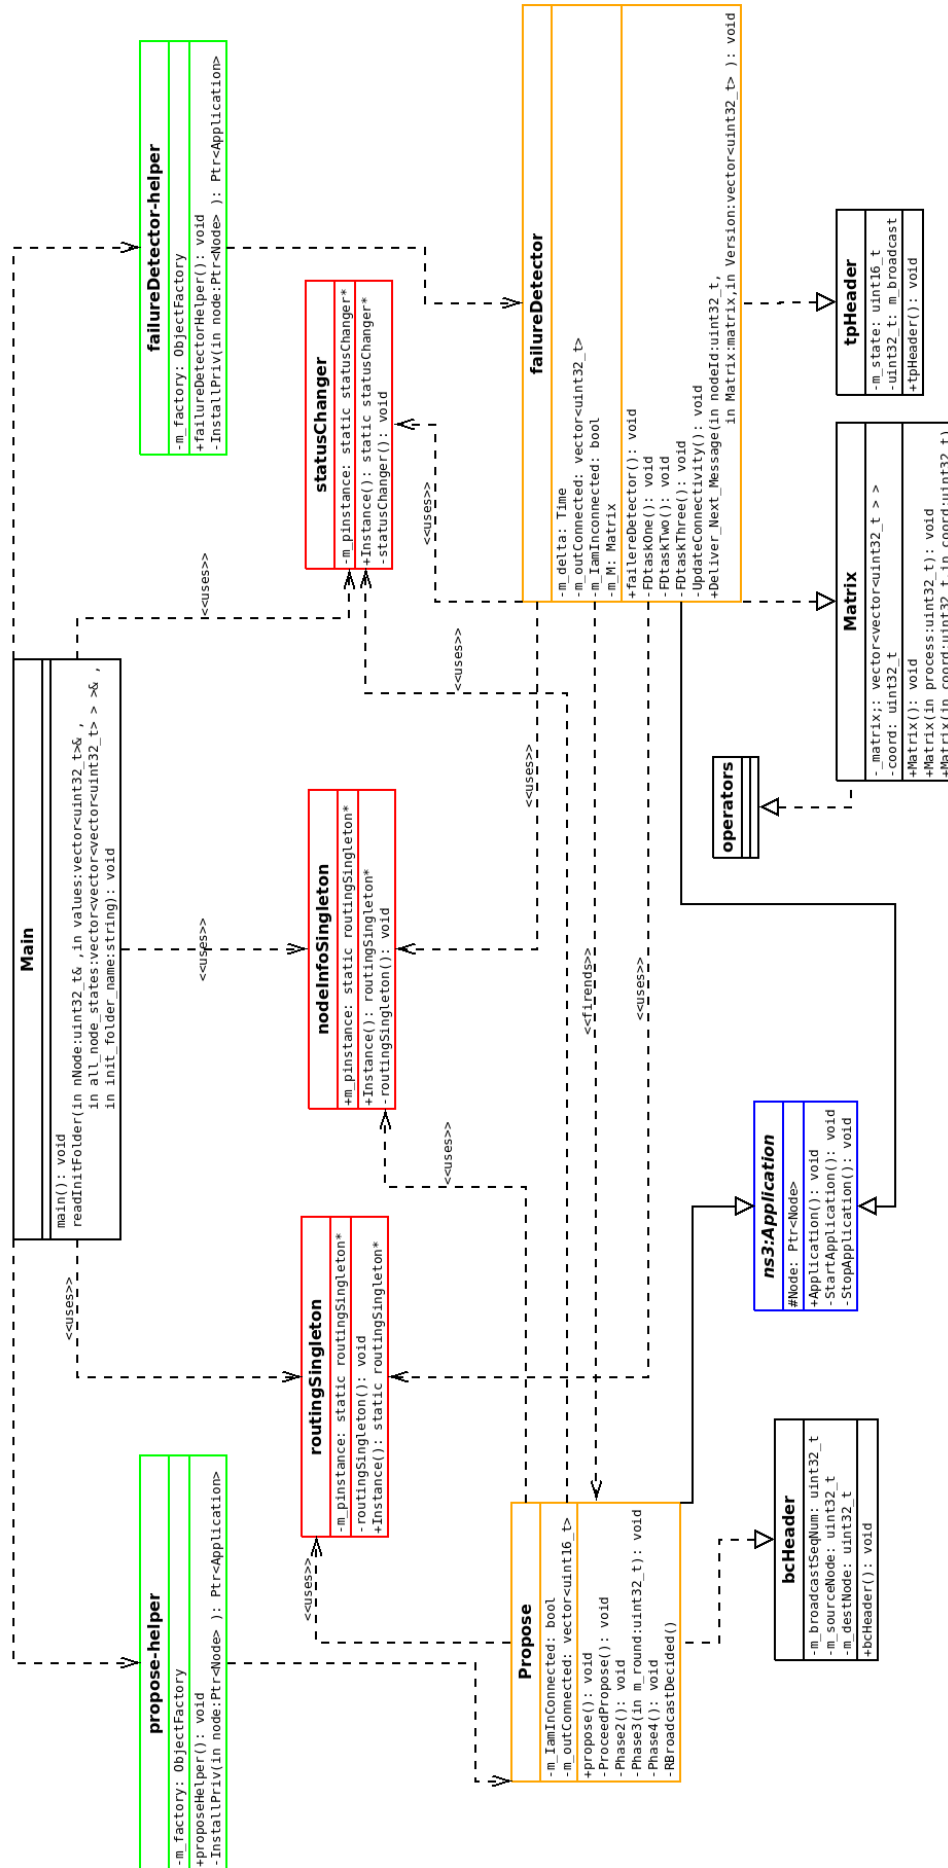 Main
main(): void
readInitFolder(in nNode:uint32_t& ,in values:vector<uint32_t>& ,
in all_node_states:vector<vector<vector<uint32_t> > >& ,
in init_folder_name:string): void
propose-helper
-m_factory: ObjectFactory
+proposeHelper(): void
-InstallPriv(in node:Ptr<Node> ): Ptr<Application>
failureDetector-helper
-m_factory: ObjectFactory
+failureDetectorHelper(): void
-InstallPriv(in node:Ptr<Node> ): Ptr<Application>
<<uses>>
<<uses>>
<<uses>>
routingSingleton
-m_pinstance: static routingSingleton*
-routingSingleton(): void
+Instance(): static routingSingleton*
nodeInfoSingleton
+m_pinstance: static routingSingleton*
+Instance(): routingSingleton*
-routingSingleton(): void
statusChanger
-m_pinstance: static statusChanger*
+Instance(): static statusChanger*
-statusChanger(): void
<<uses>>
<<uses>>
<<uses>>
<<uses>>
<<uses>>
<<firends>>
<<uses>>
Propose
-m_IamInConnected: bool
-m_outConnected: vector<uint16_t>
+propose(): void
-ProceedPropose(): void
-Phase2(): void
-Phase3(in m_round:uint32_t): void
-Phase4(): void
-RBroadcastDecided()
failureDetector
-m_delta: Time
-m_outConnected: vector<uint32_t>
-m_IamInconnected: bool
-m_M: Matrix
+failereDetector(): void
-FDtaskOne(): void
-FDtaskTwo(): void
-FDtaskThree(): void
-UpdateConnectivity(): void
+Deliver_Next_Message(in nodeId:uint32_t,
in Matrix:matrix,in Version:vector<uint32_t> ): void
operators
bcHeader
-m_broadcastSeqNum: uint32_t
-m_sourceNode: uint32_t
-m_destNode: uint32_t
+bcHeader(): void
ns3:Application
#Node: Ptr<Node>
+Application(): void
-StartApplication(): void
-StopApplication(): void
Matrix
-_matrix;: vector<vector<uint32_t > >
-coord: uint32_t
+Matrix(): void
+Matrix(in process:uint32_t): void
+Matrix(in coord:uint32_t,in coord:uint32_t)
tpHeader
-m_state: uint16_t
-uint32_t: m_broadcast
+tpHeader(): void